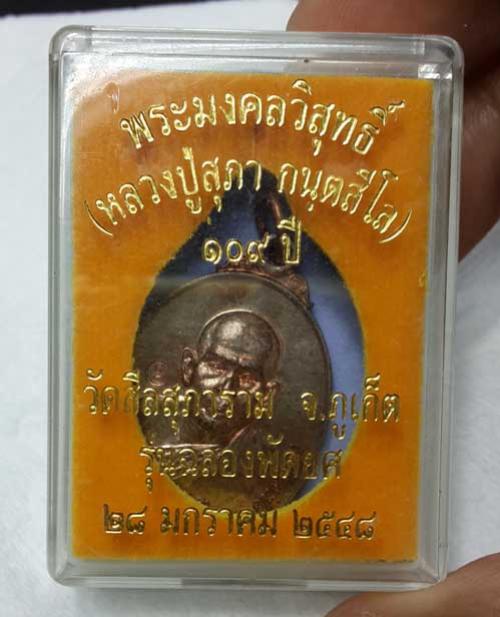 พระมงคลวิสุทธิ์
(หลวงปู่สุภา กนฺตสีโล)
๑๐๙ ปี
วัดสีลสุภาราม จ.ภูเก็ต
รุ่นฉลองพัดยศ
๒๘ มกราคม ๒๕๔๘